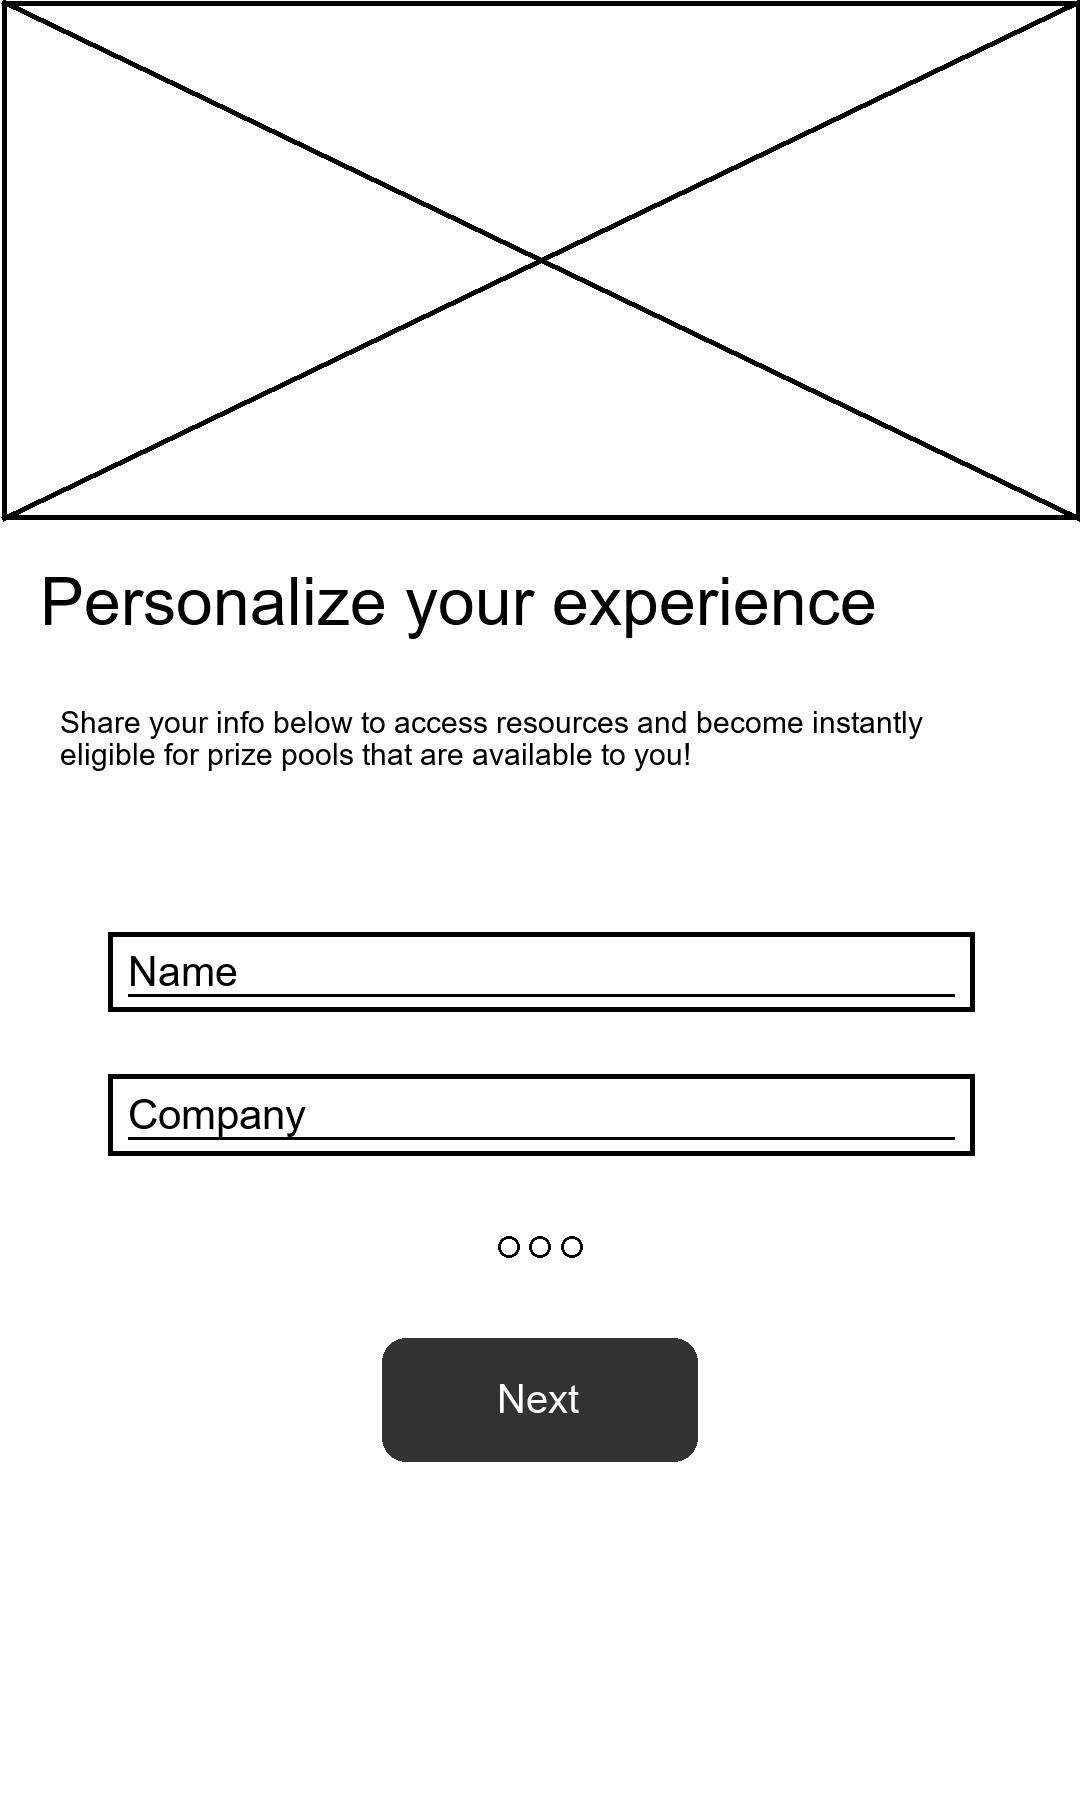 Personalize your experience
Share your info below to access resources and become instantly
eligible for prize pools that are available to you!
Name
Company
Next